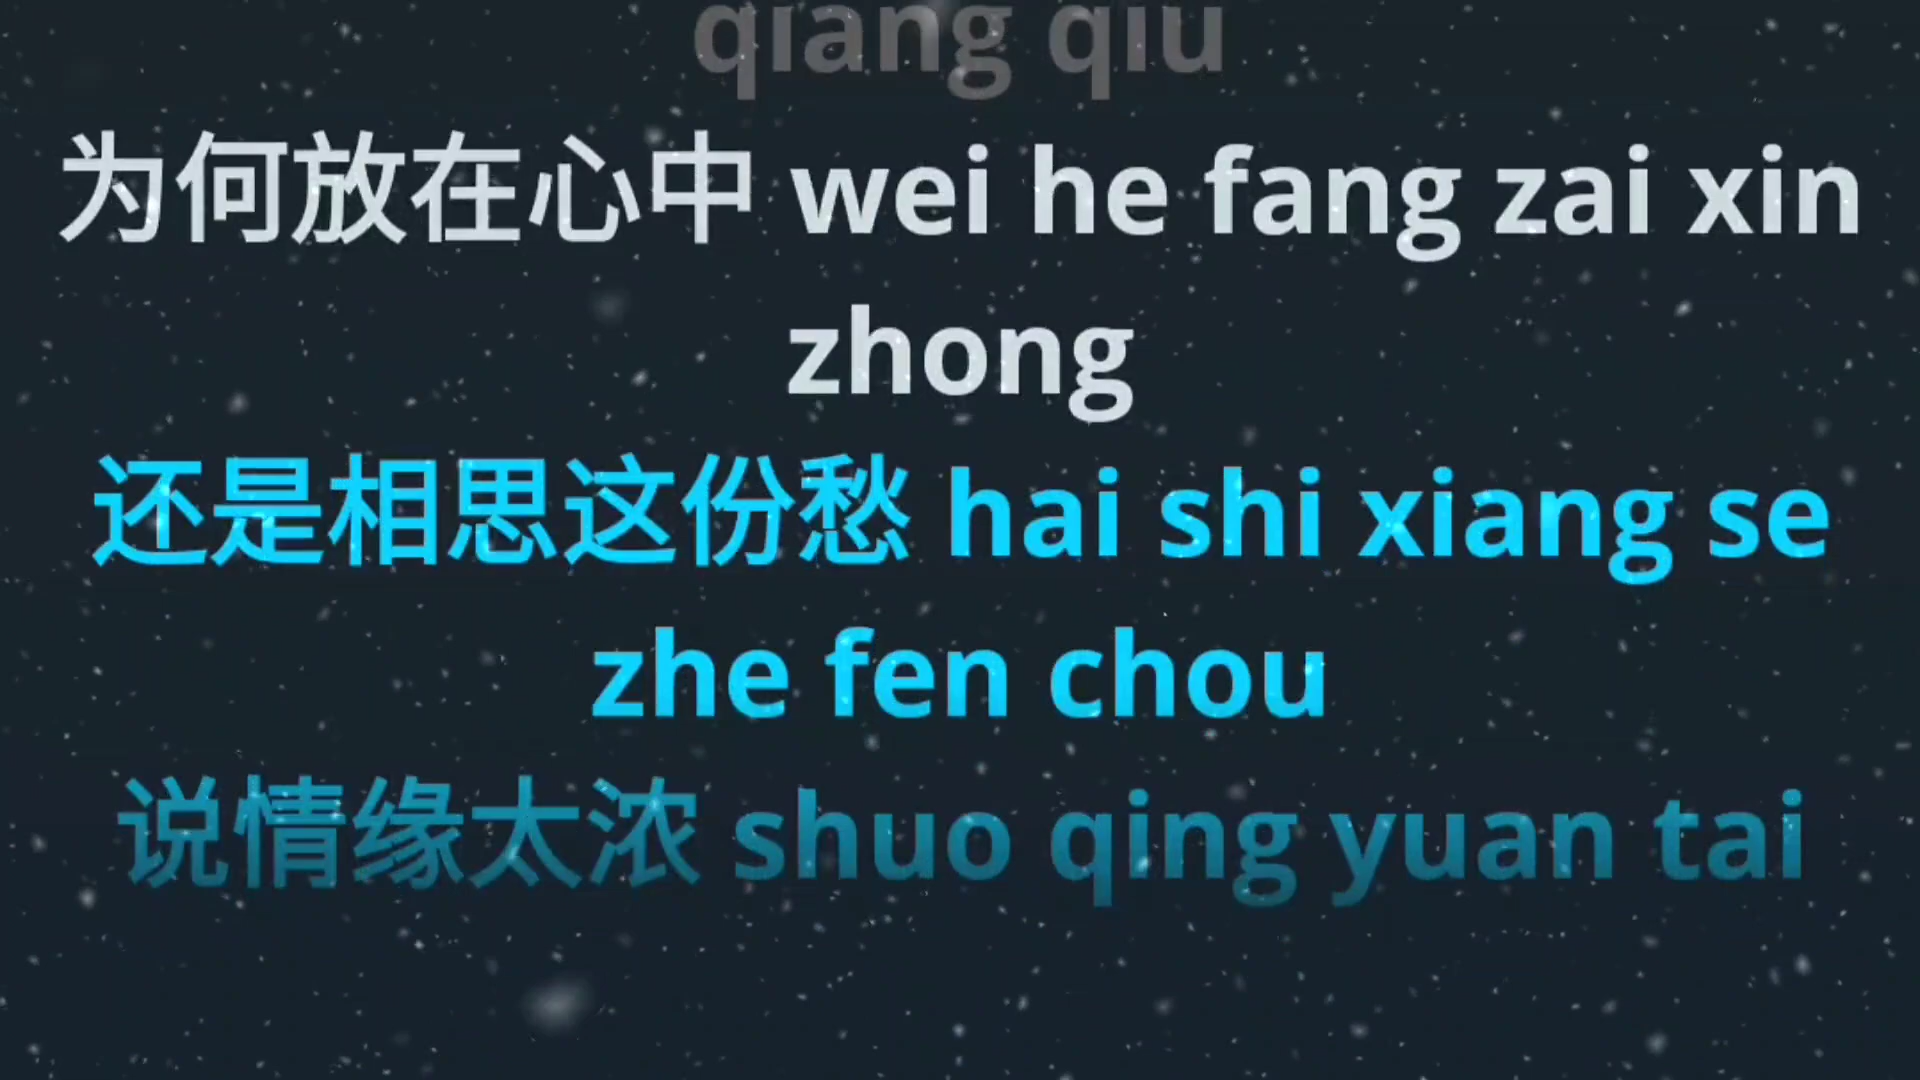 qiang qiu
为何放在心中 wei he fang zai xin
zhong
还是相思这份愁 hai shi xiang se
zhe fen chou
说情缘太浓 shuo qing yuan tai